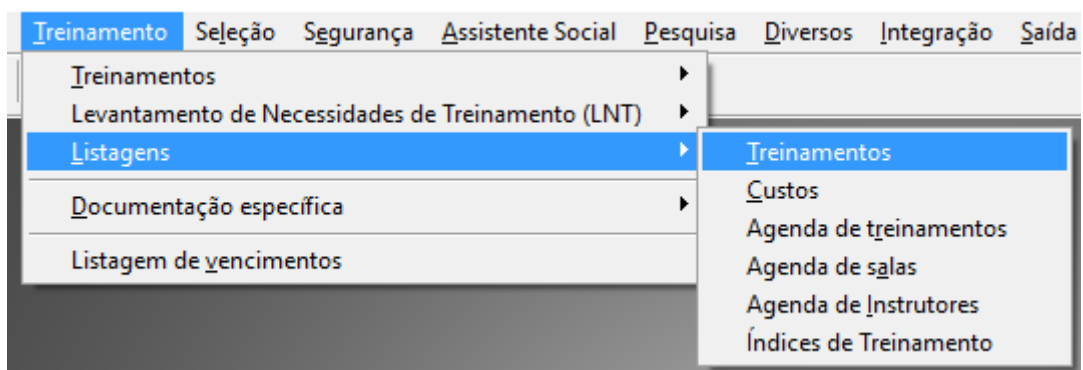 Treinamento Seleção Segurança Assistente Social Pesquisa Diversos Integração Saída
Treinamentos
Levantamento de Necessidades de Treinamento (LNT)
Listagens
Documentação específica
Listagem de vencimentos
Treinamentos
Custos
Agenda de treinamentos
Agenda de salas
Agenda de Instrutores
Índices de Treinamento